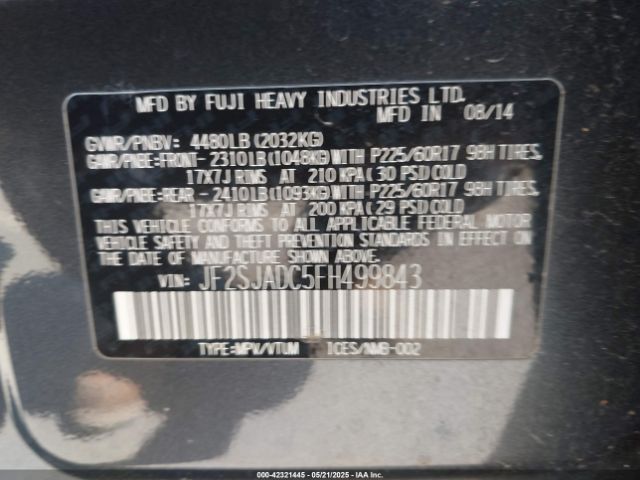 MFD BY FUJI HEAVY INDUSTRIES LTD.
MFD IN 08/14
GVWR/PNBV: 4480LB(2032KG)
GAWR/PNBE:FRONT-2310LB(1048KG)WITH P225/60R17 98H TIRES,
17X7J RIMS AT 210 KPA(30 PSI)COLD
GAWR/PNBE:REAR -2410LB(1093KG)WITH P225/60R17 98H TIRES,
17X7J RIMS AT 200 KPA(29 PSI)COLD
THIS VEHICLE CONFORMS TO ALL APPLICABLE FEDERAL MOTOR
VEHICLE SAFETY AND THEFT PREVENTION STANDARDS IN EFFECT ON
THE DATE OF MANUFACTURE SHOWN ABOVE.
VIN: JF2SJADC5FH499843
TYPE:MPV/VTUM ICES/NMB-002
000-42321445 - 05/21/2025 - IAAI.COM